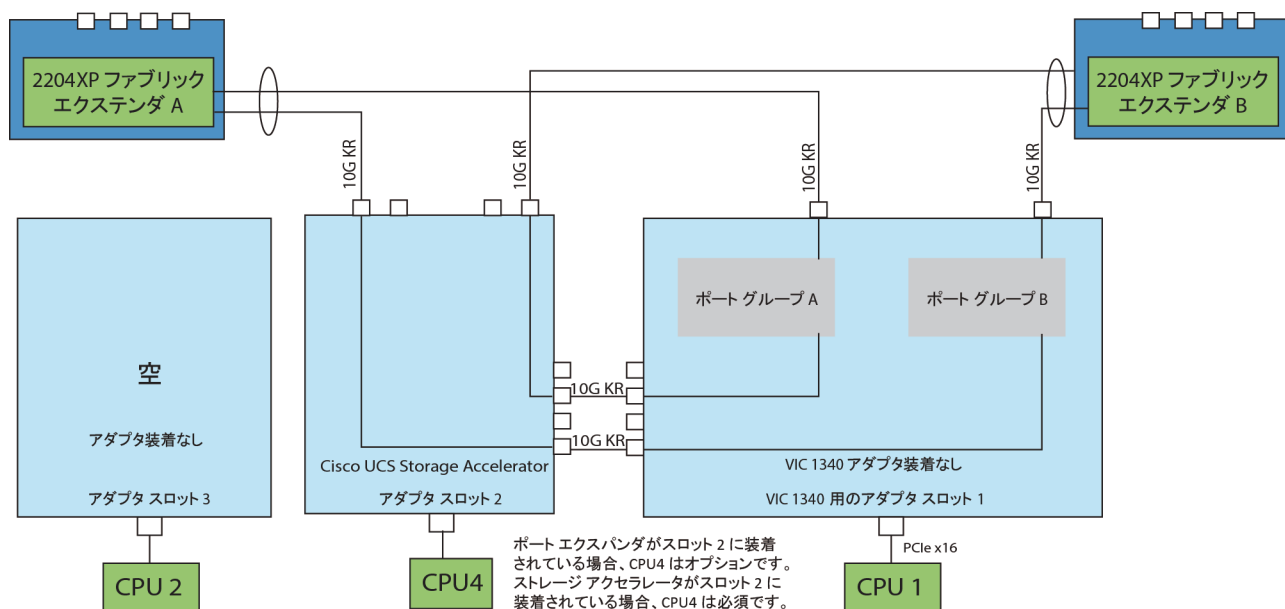 2204XP ファブリック
エクステンダ A
2204XP ファブリック
エクステンダ B
10G KR
10G KR
10G KR
10G KR
ポート グループ A
ポート グループ B
空
アダプタ装着なし
アダプタ スロット 3
10G KR
10G KR
Cisco UCS Storage Accelerator
アダプタ スロット 2
VIC 1340 アダプタ装着なし
VIC 1340 用のアダプタ スロット 1
CPU 2
CPU4
ポート エクスパンダがスロット 2 に装着
されている場合、CPU4 はオプションです。
ストレージ アクセラレータがスロット 2 に
装着されている場合、CPU4 は必須です。
PCIe x16
CPU 1